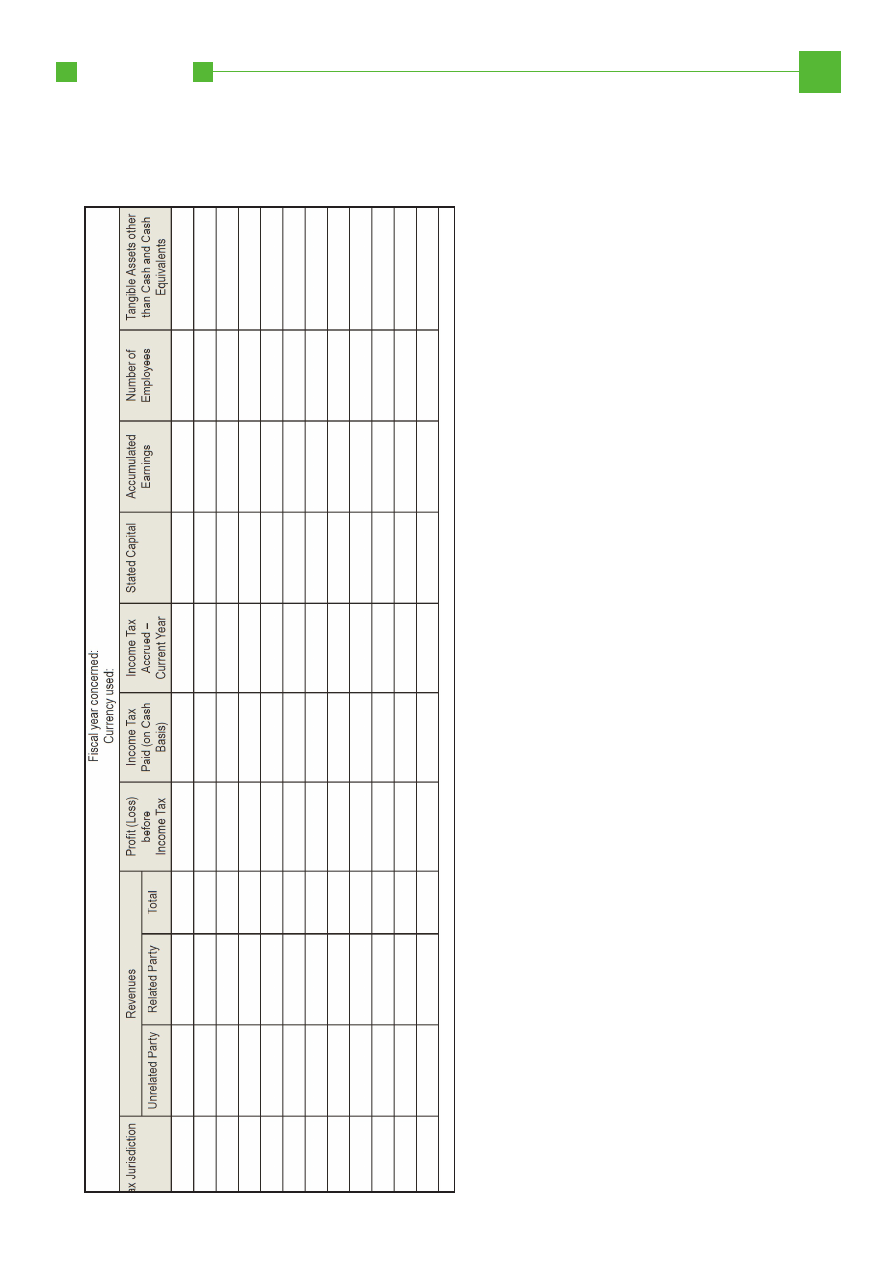 Fiscal year concerned:
Currency used:
ax Jurisdiction
Revenues
Unrelated Party
Related Party
Total
Profit (Loss)
before
Income Tax
Income Tax
Paid (on Cash
Basis)
Income Tax
Accrued –
Current Year
Stated Capital
Accumulated
Earnings
Number of
Employees
Tangible Assets other
than Cash and Cash
Equivalents